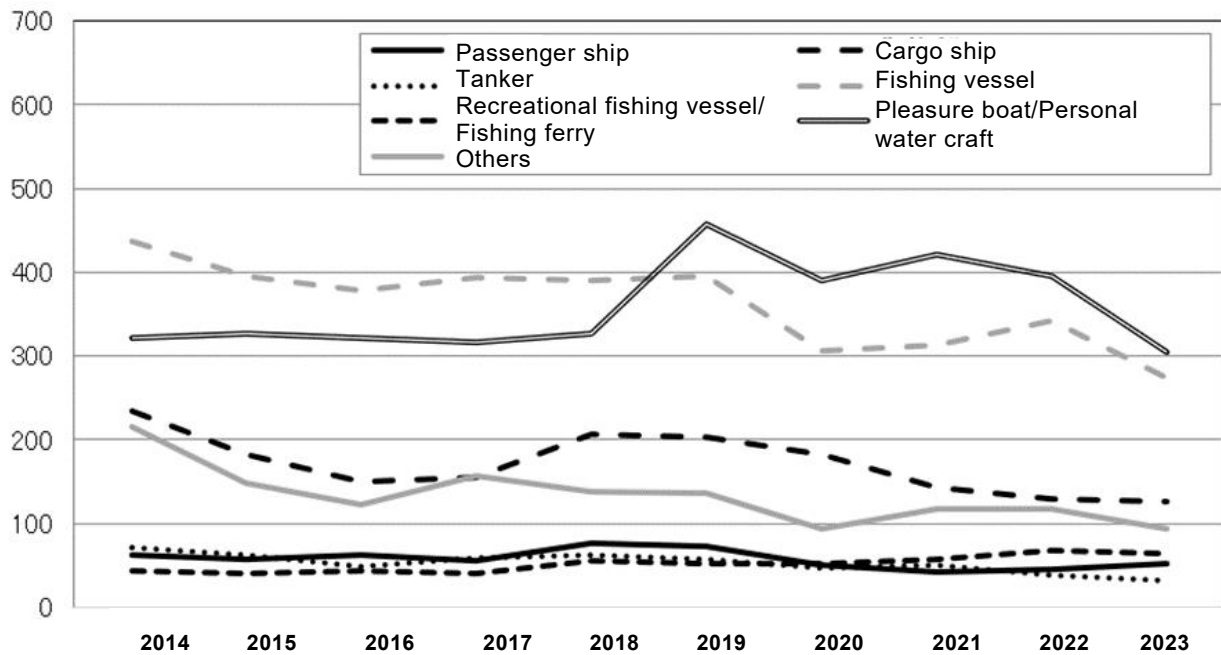 700
600
500
400
300
200
100
0
Passenger ship
Cargo ship
Tanker
Fishing vessel
Recreational fishing vessel/
Fishing ferry
Pleasure boat/Personal
water craft
Others
2014 2015 2016 2017 2018 2019 2020 2021 2022 2023